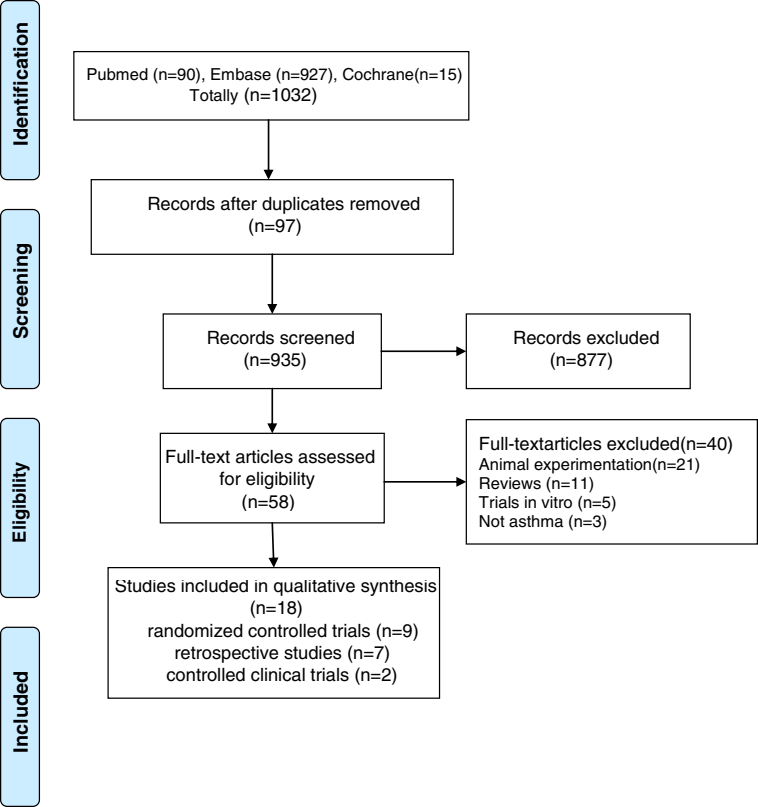 Identification
Pubmed (n=90), Embase (n=927), Cochrane(n=15)
Totally (n=1032)
Records after duplicates removed
(n=97)
Screening
Records screened
(n=935)
Records excluded
(n=877)
Eligibility
Full-text articles assessed
for eligibility
(n=58)
Full-textarticles excluded(n=40)
Animal experimentation(n=21)
Reviews (n=11)
Trials in vitro (n=5)
Not asthma (n=3)
Studies included in qualitative synthesis
(n=18)
randomized controlled trials (n=9)
retrospective studies (n=7)
controlled clinical trials (n=2)
Included